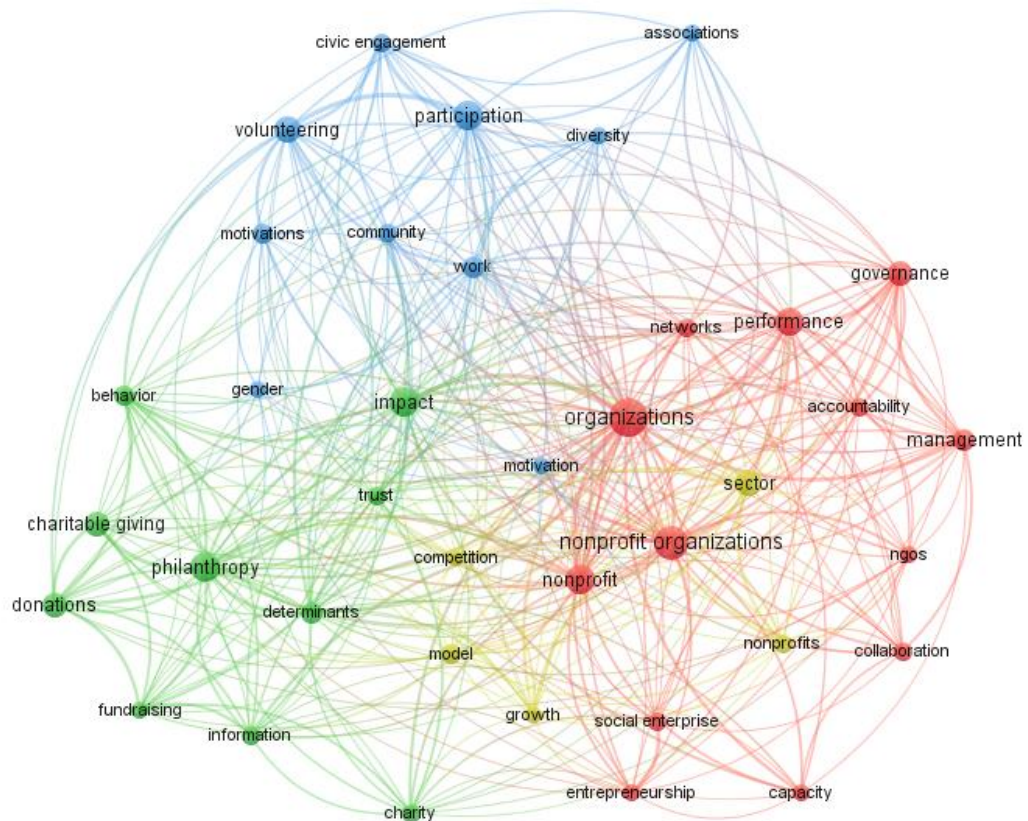 associations
civic engagement
participation
volunteering
diversity
motivations
community
work
governance
performance
networks
behavior
gender
impact
accountability
organizations
management
motivation
sector
trust
charitable giving
nonprofit organizations
competition
ngos
philanthropy
nonprofit
donations
determinants
nonprofits
collaboration
model
fundraising
growth
social enterprise
information
entrepreneurship
capacity
charity